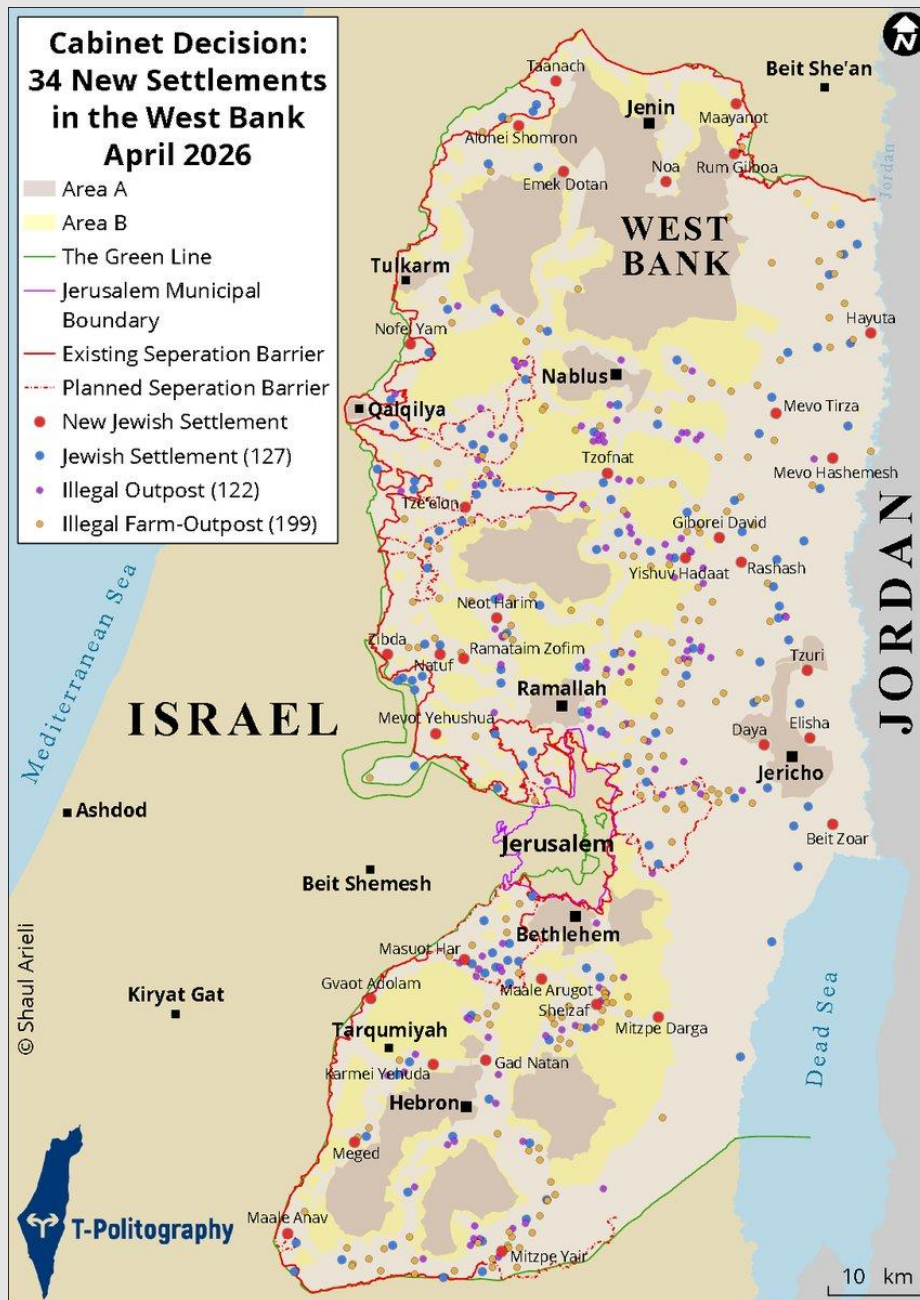 Cabinet Decision:
34 New Settlements
in the West Bank
April 2026
Area A
Area B
The Green Line
Jerusalem Municipal
Boundary
Existing Seperation Barrier
Planned Seperation Barrier
New Jewish Settlement
Jewish Settlement (127)
Illegal Outpost (122)
Illegal Farm-Outpost (199)
N
Taanach
Beit She'an
Jenin
Maayanot
Alonei Shomron
Noa
Rum Gilboa
Emek Dotan
Jordan
WEST
BANK
Tulkarm
Hayuta
Nofei Yam
Nablus
Qalqilya
Mevo Tirza
Tzofnat
Mevo Hashemesh
Tze'elon
Giborei David
Yishuv Hadaat
Rashash
JORDAN
Mediterranean Sea
Neot Harim
Zibda
Natuf
Ramataim Zofim
Tzuri
Ramallah
ISRAEL
Mevot Yehushua
Daya
Elisha
Jericho
Ashdod
Jerusalem
Beit Zoar
Beit Shemesh
Bethlehem
Masuot Har
Gvaot Adolam
Maale Arugot
Shelzaf
Mitzpe Darga
Kiryat Gat
© Shaul Arieli
Tarqumiyah
Karmei Yehuda
Gad Natan
Dead Sea
Hebron
Meged
T-Politography
Maale Anav
Mitzpe Yair
10 km